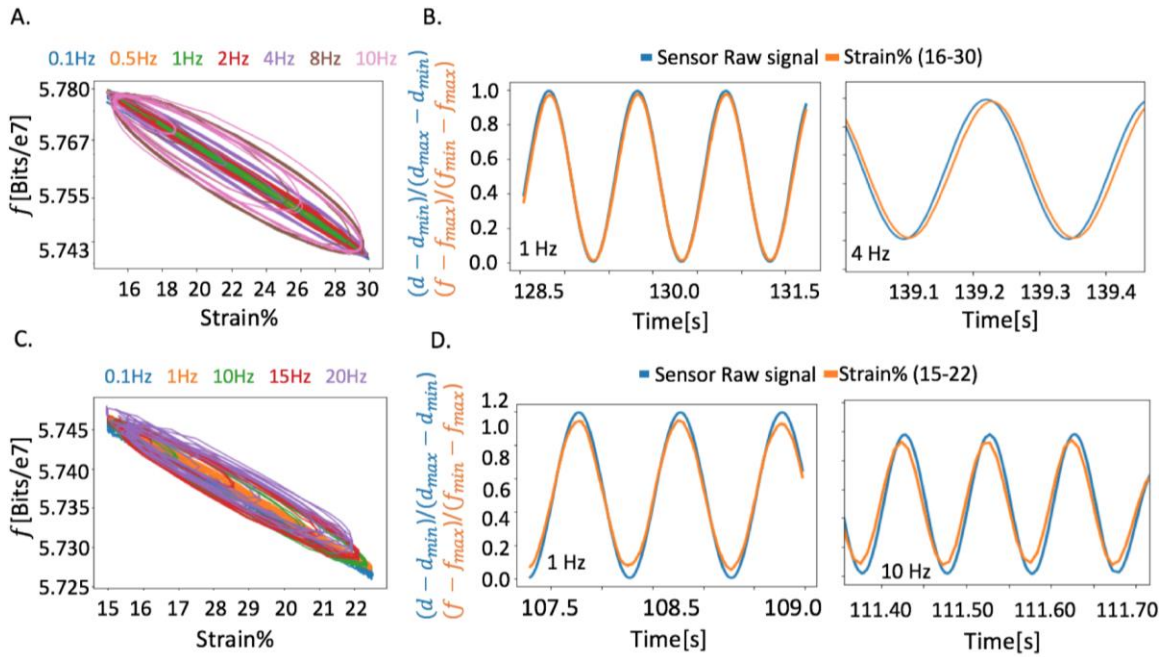 A.
0.1Hz 0.5Hz 1Hz 2Hz 4Hz 8Hz 10Hz
5.780
5.767
5.755
5.743
f [Bits/e7]
16 18 20 22 24 26 28 30
Strain%
B.
Sensor Raw signal Strain% (16-30)
(d − d_min)/(d_max − d_min)
(f − f_max)/(f_min − f_max)
1.0
0.8
0.6
0.4
0.2
0.0
1 Hz
128.5 130.0 131.5
Time[s]
4 Hz
139.1 139.2 139.3 139.4
Time[s]
C.
0.1Hz 1Hz 10Hz 15Hz 20Hz
5.745
5.740
5.735
5.730
5.725
f [Bits/e7]
15 16 17 18 19 20 21 22
Strain%
D.
Sensor Raw signal Strain% (15-22)
(d − d_min)/(d_max − d_min)
(f − f_max)/(f_min − f_max)
1.2
1.0
0.8
0.6
0.4
0.2
0.0
1 Hz
107.5 108.5 109.0
Time[s]
10 Hz
111.40 111.50 111.60 111.70
Time[s]